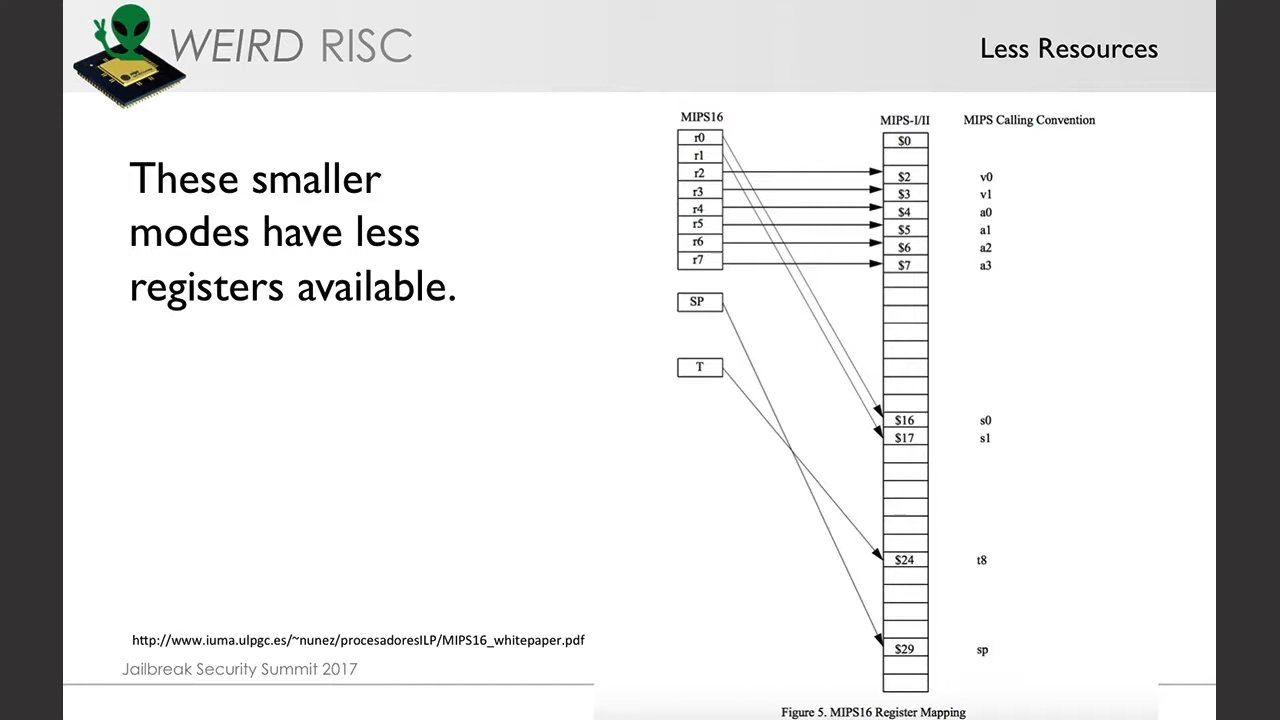 WEIRD RISC
Less Resources
These smaller
modes have less
registers available.
MIPS16
MIPS-I/II
MIPS Calling Convention
r0
r1
r2
r3
r4
r5
r6
r7
SP
T
$0
$2 v0
$3 v1
$4 a0
$5 a1
$6 a2
$7 a3
$16 s0
$17 s1
$24 t8
$29 sp
http://www.iuma.ulpgc.es/~nunez/procesadoresILP/MIPS16_whitepaper.pdf
Jailbreak Security Summit 2017
Figure 5. MIPS16 Register Mapping